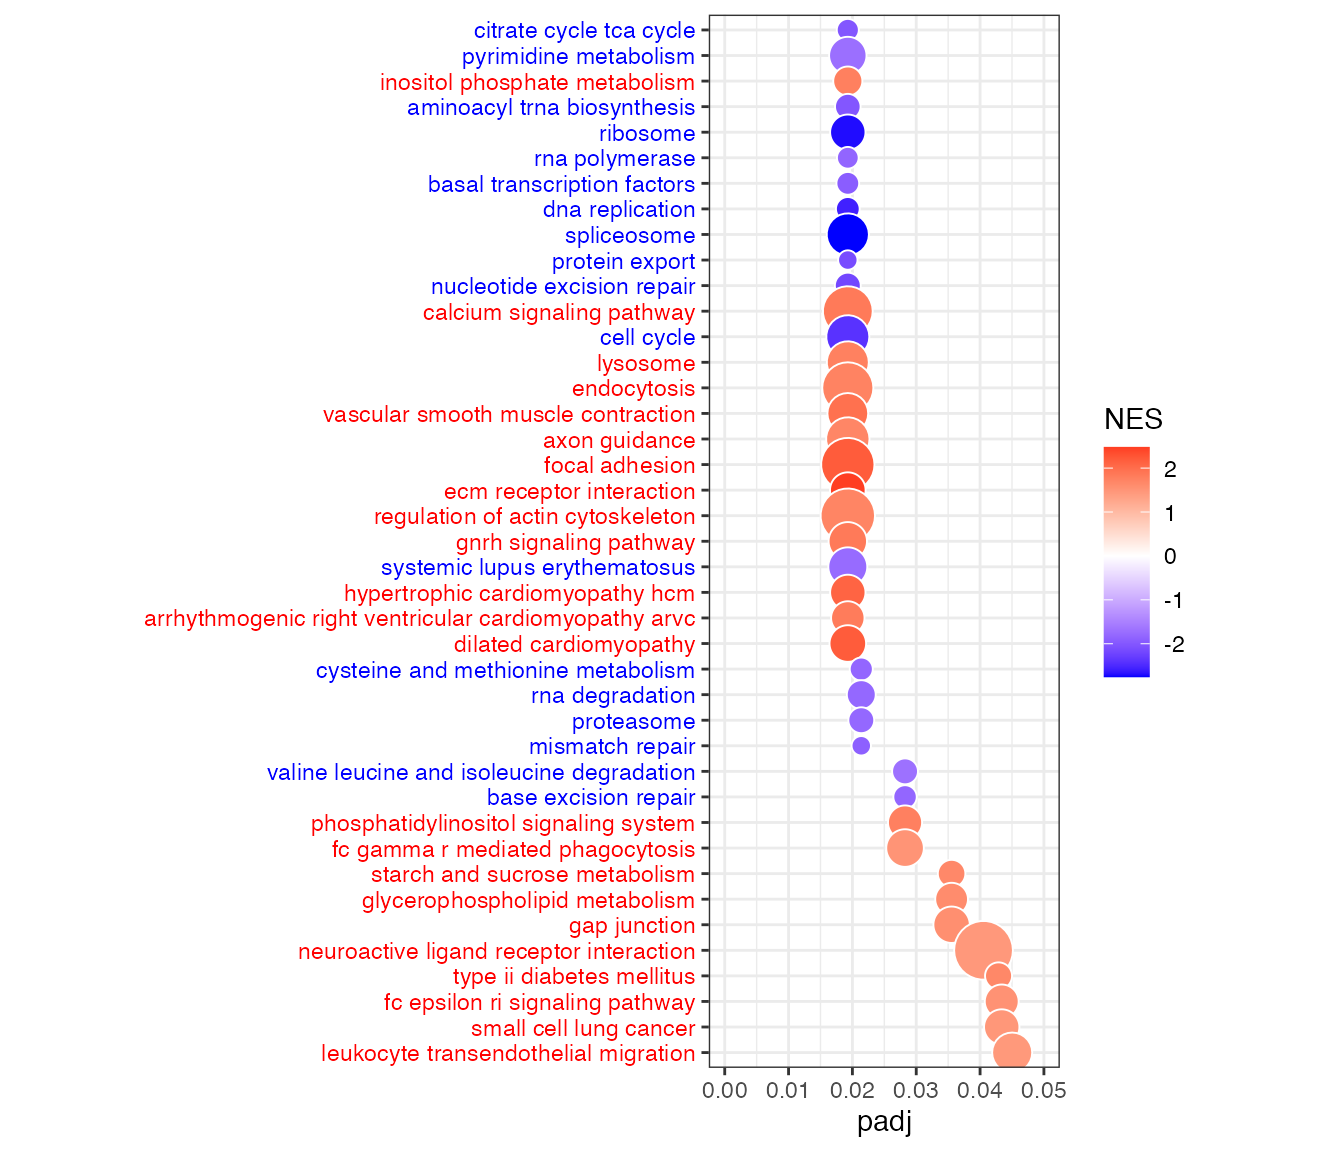 citrate cycle tca cycle
pyrimidine metabolism
inositol phosphate metabolism
aminoacyl trna biosynthesis
ribosome
rna polymerase
basal transcription factors
dna replication
spliceosome
protein export
nucleotide excision repair
calcium signaling pathway
cell cycle
lysosome
endocytosis
vascular smooth muscle contraction
axon guidance
focal adhesion
ecm receptor interaction
regulation of actin cytoskeleton
gnrh signaling pathway
systemic lupus erythematosus
hypertrophic cardiomyopathy hcm
arrhythmogenic right ventricular cardiomyopathy arvc
dilated cardiomyopathy
cysteine and methionine metabolism
rna degradation
proteasome
mismatch repair
valine leucine and isoleucine degradation
base excision repair
phosphatidylinositol signaling system
fc gamma r mediated phagocytosis
starch and sucrose metabolism
glycerophospholipid metabolism
gap junction
neuroactive ligand receptor interaction
type ii diabetes mellitus
fc epsilon ri signaling pathway
small cell lung cancer
leukocyte transendothelial migration
0.00 0.01 0.02 0.03 0.04 0.05
padj
NES
2
1
0
-1
-2